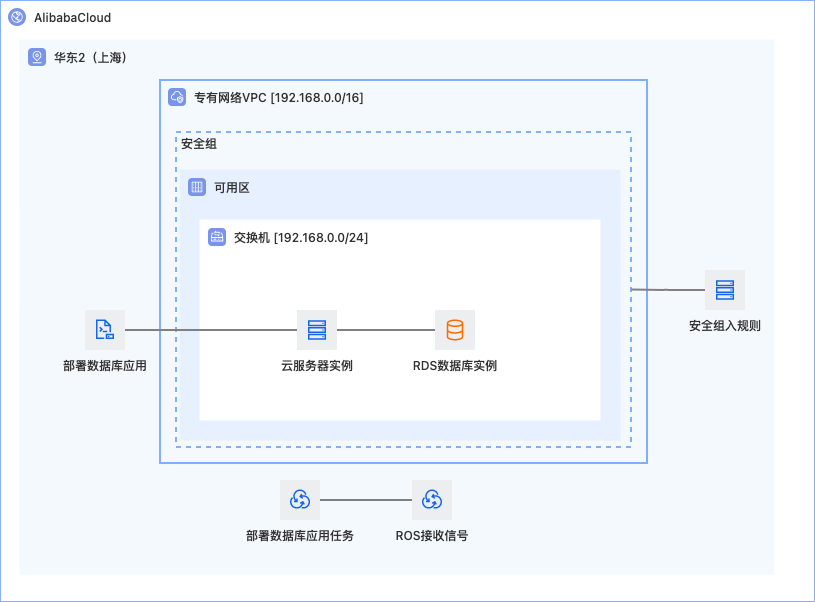 AlibabaCloud
华东2（上海）
专有网络VPC [192.168.0.0/16]
安全组
可用区
交换机 [192.168.0.0/24]
安全组入规则
部署数据库应用
云服务器实例
RDS数据库实例
部署数据库应用任务
ROS接收信号